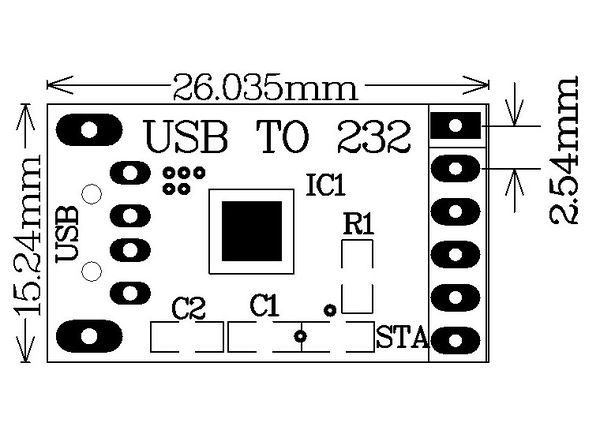 26.035mm
USB TO 232
2.54mm
IC1
15.24mm
USB
R1
C2
C1
STA